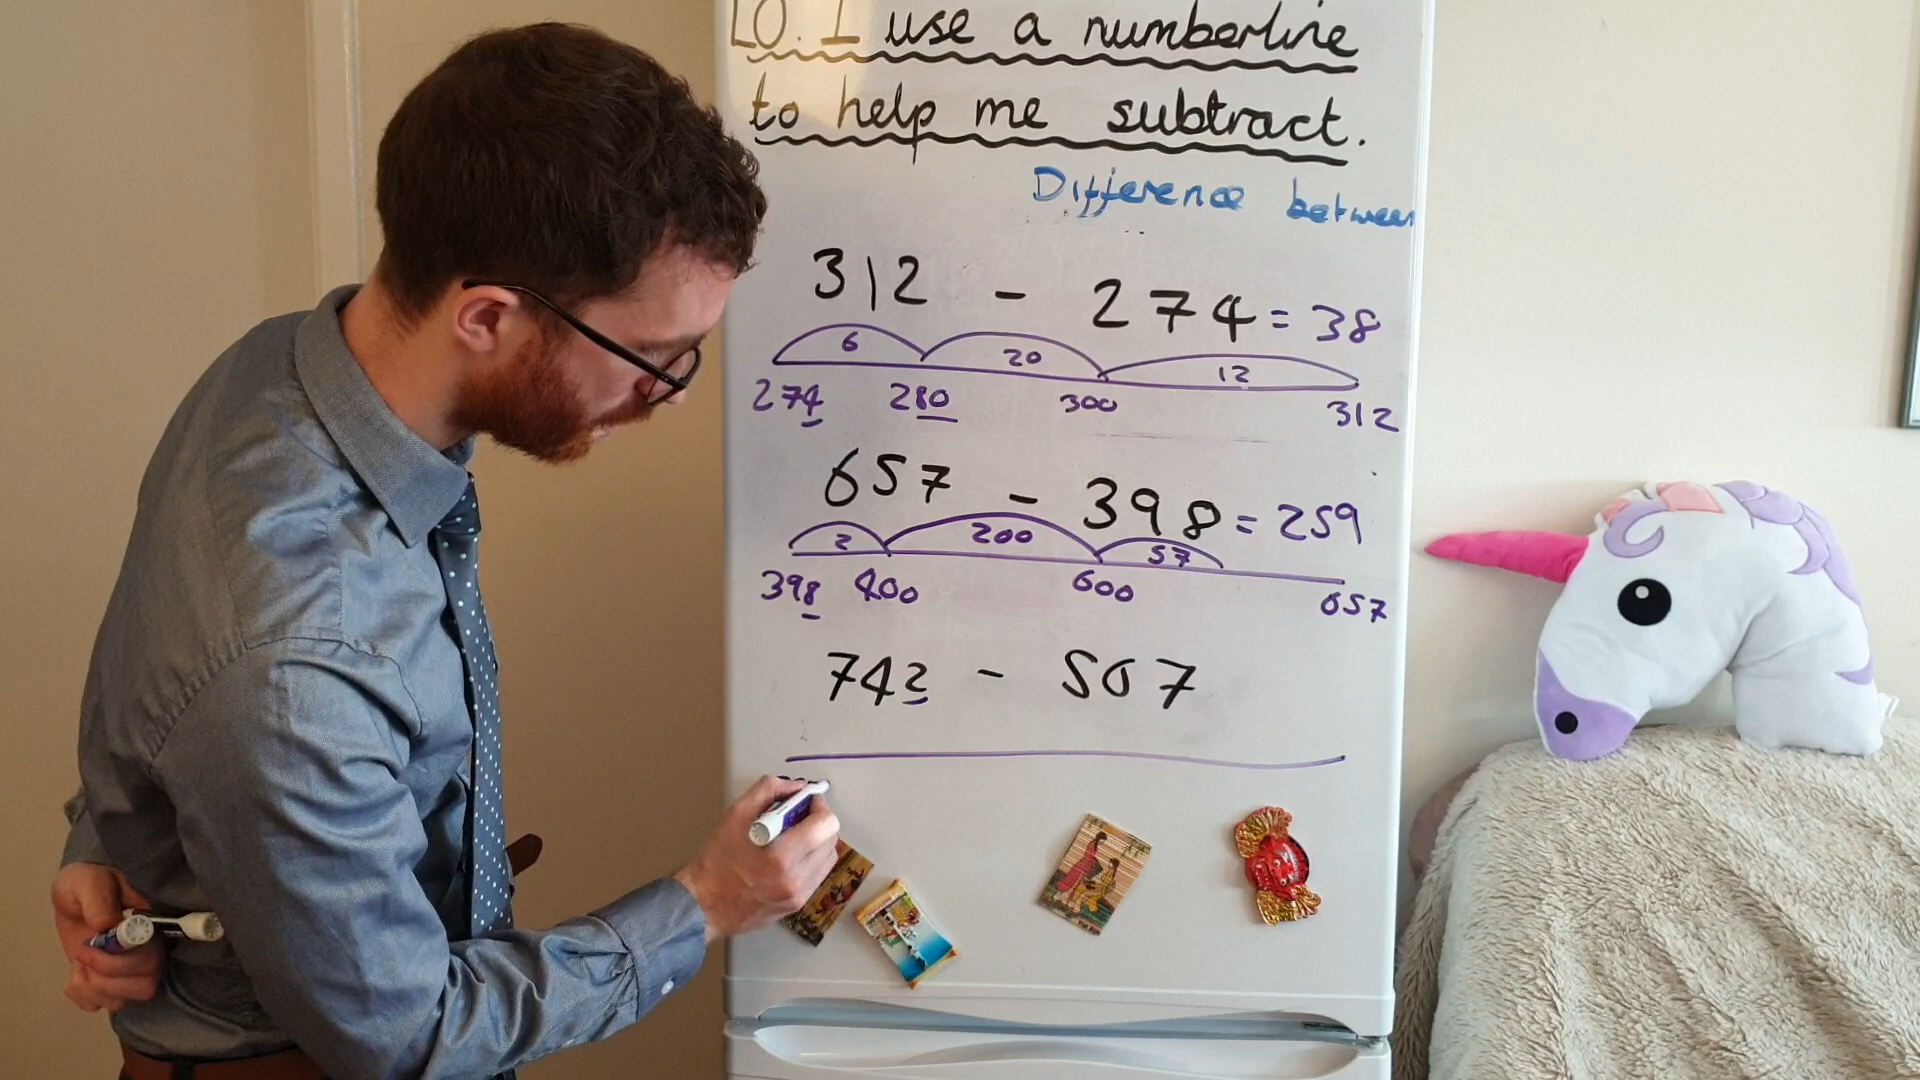 LO. I use a numberline
to help me subtract.
Difference between
312 - 274 = 38
6 20 12
274 280 300 312
657 - 398 = 259
2 200 57
398 400 600 657
742 - 507